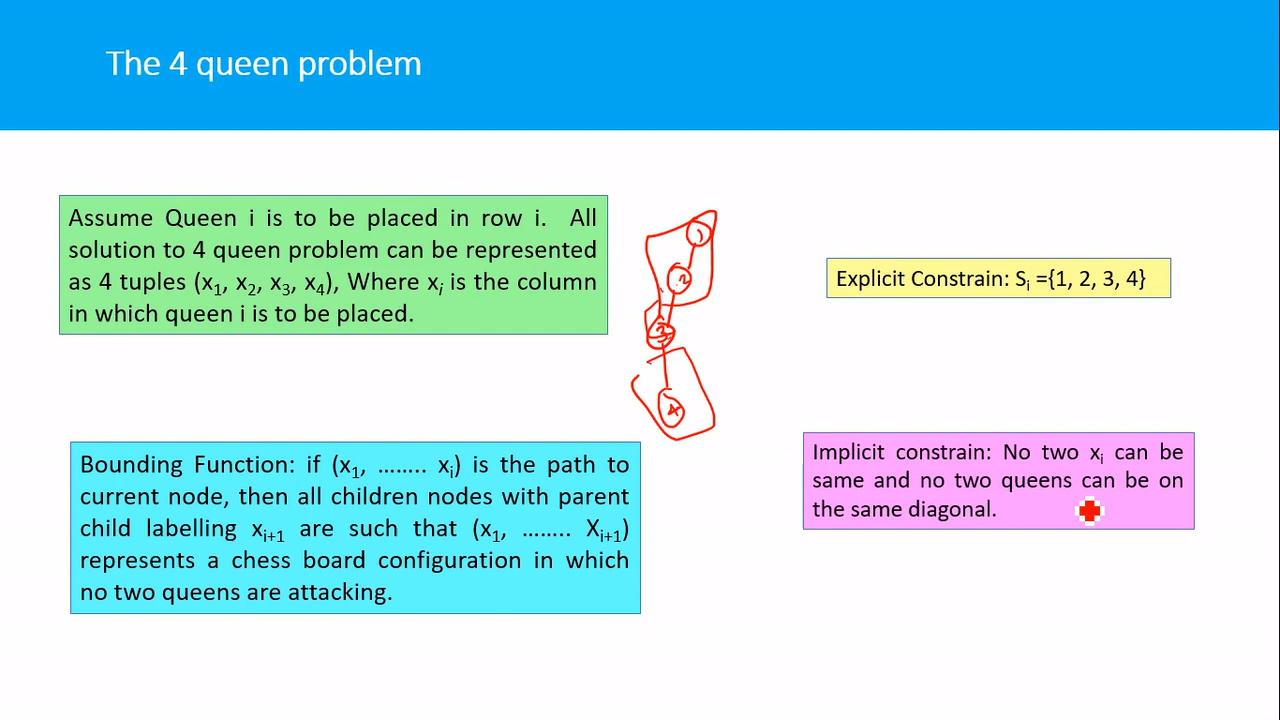 The 4 queen problem
Assume Queen i is to be placed in row i. All
solution to 4 queen problem can be represented
as 4 tuples (x1, x2, x3, x4), Where xi is the column
in which queen i is to be placed.
1
2
3
4
Explicit Constrain: Si ={1, 2, 3, 4}
Bounding Function: if (x1, …….. xi) is the path to
current node, then all children nodes with parent
child labelling xi+1 are such that (x1, …….. Xi+1)
represents a chess board configuration in which
no two queens are attacking.
Implicit constrain: No two xi can be
same and no two queens can be on
the same diagonal.